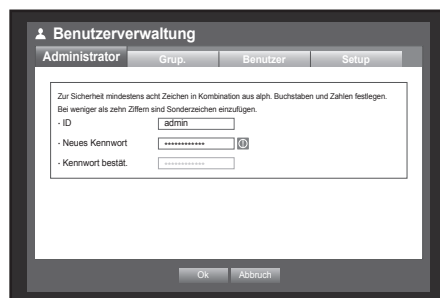 Benutzerverwaltung
Administrator Grup. Benutzer Setup
Zur Sicherheit mindestens acht Zeichen in Kombination aus alph. Buchstaben und Zahlen festlegen.
Bei weniger als zehn Ziffern sind Sonderzeichen einzufügen.
- ID admin
- Neues Kennwort ************
- Kennwort bestät. ************
Ok Abbruch